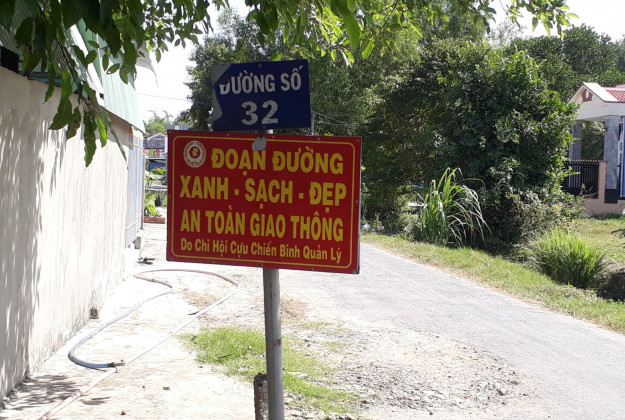 ĐƯỜNG SỐ
32
ĐOẠN ĐƯỜNG
XANH - SẠCH - ĐẸP
AN TOÀN GIAO THÔNG
Do Chi Hội Cựu Chiến Binh Quản Lý